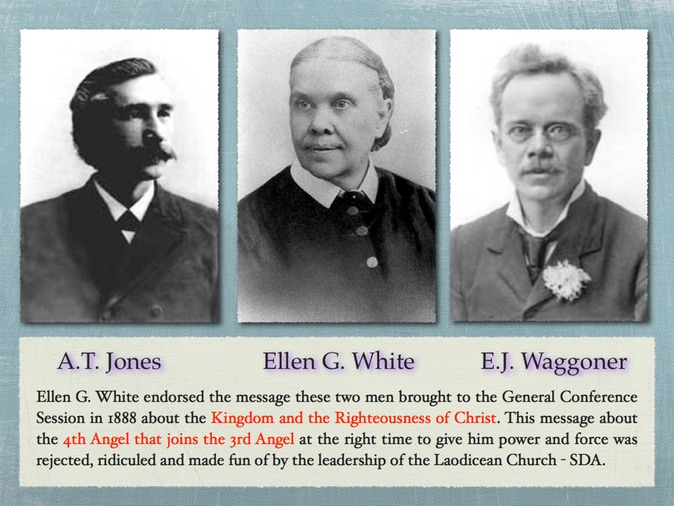 A.T. Jones Ellen G. White E.J. Waggoner
Ellen G. White endorsed the message these two men brought to the General Conference
Session in 1888 about the Kingdom and the Righteousness of Christ. This message about
the 4th Angel that joins the 3rd Angel at the right time to give him power and force was
rejected, ridiculed and made fun of by the leadership of the Laodicean Church - SDA.